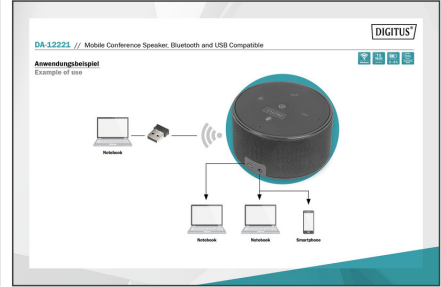 DIGITUS®
DA-12221 // Mobile Conference Speaker, Bluetooth and USB Compatible
Anwendungsbeispiel
Example of use
Notebook
Notebook
Notebook
Smartphone